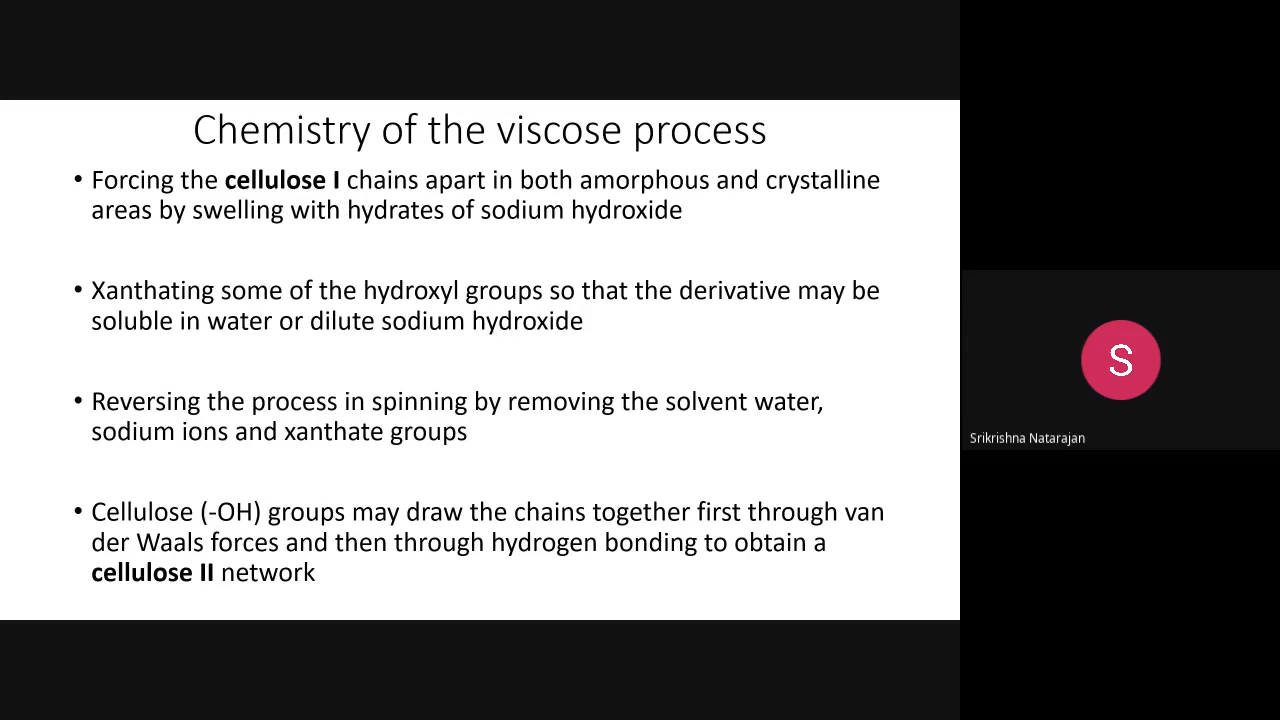 Chemistry of the viscose process
• Forcing the cellulose I chains apart in both amorphous and crystalline
areas by swelling with hydrates of sodium hydroxide
• Xanthating some of the hydroxyl groups so that the derivative may be
soluble in water or dilute sodium hydroxide
• Reversing the process in spinning by removing the solvent water,
sodium ions and xanthate groups
• Cellulose (-OH) groups may draw the chains together first through van
der Waals forces and then through hydrogen bonding to obtain a
cellulose II network
S
Srikrishna Natarajan